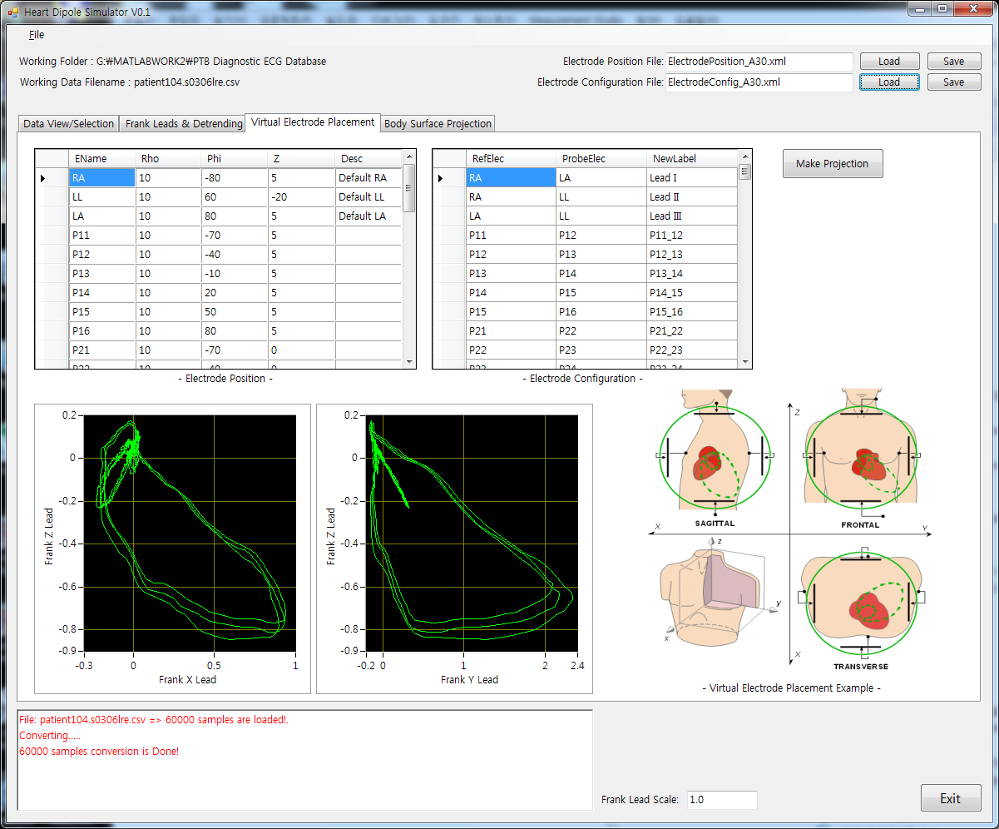 Heart Dipole Simulator V0.1
File
Working Folder : G:₩MATLABWORK2₩PTB Diagnostic ECG Database
Electrode Position File: ElectrodePosition_A30.xml Load Save
Working Data Filename : patient104.s0306lre.csv
Electrode Configuration File: ElectrodeConfig_A30.xml Load Save
Data View/Selection Frank Leads & Detrending Virtual Electrode Placement Body Surface Projection
EName Rho Phi Z Desc
RA 10 -80 5 Default RA
LL 10 60 -20 Default LL
LA 10 80 5 Default LA
P11 10 -70 5
P12 10 -40 5
P13 10 -10 5
P14 10 20 5
P15 10 50 5
P16 10 80 5
P21 10 -70 0
P22 10 -40 0
- Electrode Position -
RefElec ProbeElec NewLabel
RA LA Lead Ⅰ
RA LL Lead Ⅱ
LA LL Lead Ⅲ
P11 P12 P11_12
P12 P13 P12_13
P13 P14 P13_14
P14 P15 P14_15
P15 P16 P15_16
P21 P22 P21_22
P22 P23 P22_23
P23 P24 P23_24
- Electrode Configuration -
Make Projection
0.2
0
-0.2
-0.4
-0.6
-0.8
-0.9
Frank Z Lead
-0.3 0 0.5 1
Frank X Lead
0.2
0
-0.2
-0.4
-0.6
-0.8
-0.9
Frank Z Lead
-0.2 0 1 2 2.4
Frank Y Lead
Z
SAGITTAL
FRONTAL
X
Y
z
y
x
X
TRANSVERSE
- Virtual Electrode Placement Example -
File: patient104.s0306lre.csv => 60000 samples are loaded!.
Converting.....
60000 samples conversion is Done!
Frank Lead Scale: 1.0
Exit